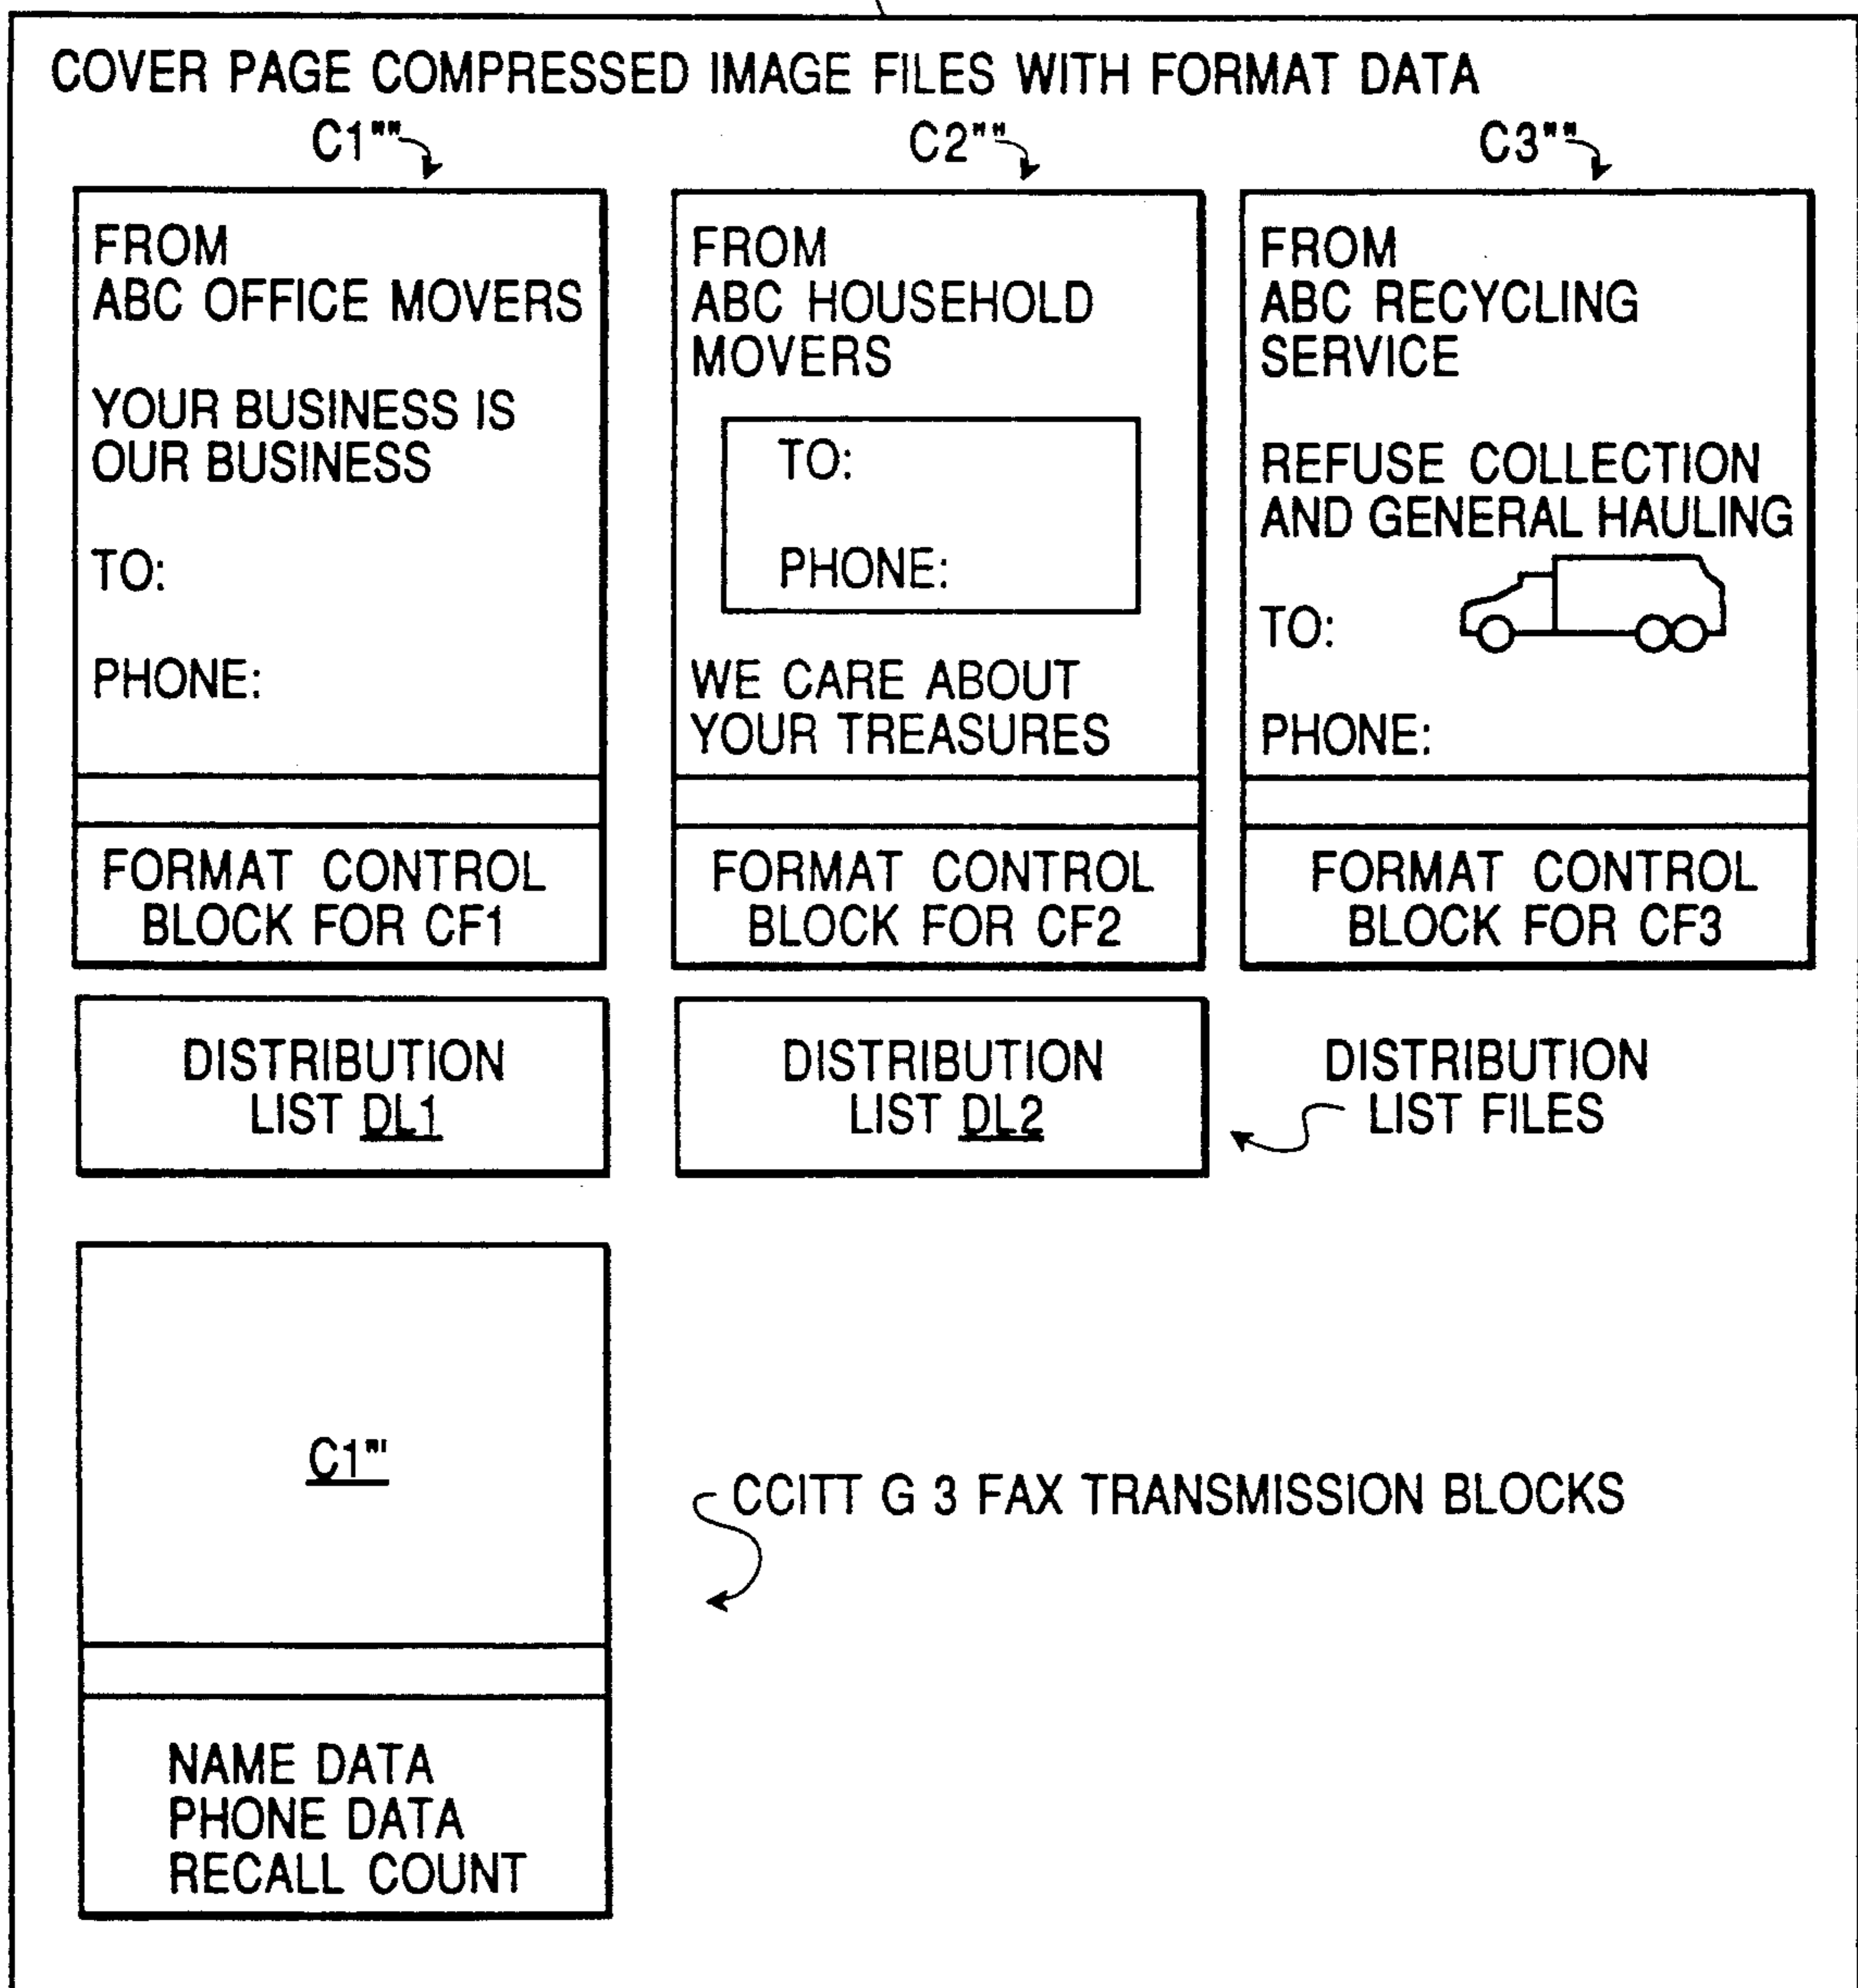 COVER PAGE COMPRESSED IMAGE FILES WITH FORMAT DATA
C1""
C2""
C3""
FROM
ABC OFFICE MOVERS
YOUR BUSINESS IS
OUR BUSINESS
TO:
PHONE:
FORMAT CONTROL
BLOCK FOR CF1
FROM
ABC HOUSEHOLD
MOVERS
TO:
PHONE:
WE CARE ABOUT
YOUR TREASURES
FORMAT CONTROL
BLOCK FOR CF2
FROM
ABC RECYCLING
SERVICE
REFUSE COLLECTION
AND GENERAL HAULING
TO:
PHONE:
FORMAT CONTROL
BLOCK FOR CF3
DISTRIBUTION
LIST DL1
DISTRIBUTION
LIST DL2
DISTRIBUTION
LIST FILES
C1"'
CCITT G 3 FAX TRANSMISSION BLOCKS
NAME DATA
PHONE DATA
RECALL COUNT